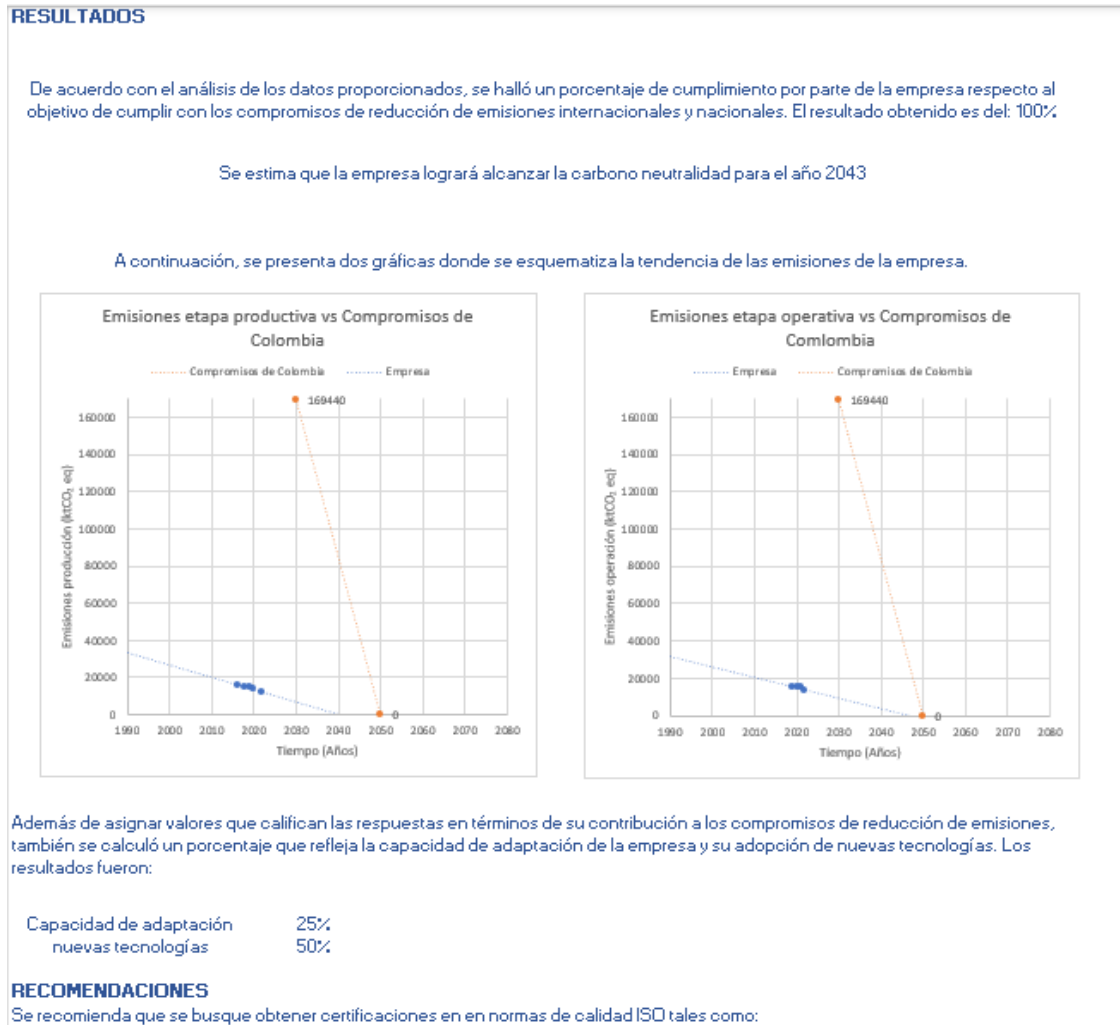 RESULTADOS
De acuerdo con el análisis de los datos proporcionados, se halló un porcentaje de cumplimiento por parte de la empresa respecto al
objetivo de cumplir con los compromisos de reducción de emisiones internacionales y nacionales. El resultado obtenido es del: 100%
Se estima que la empresa logrará alcanzar la carbono neutralidad para el año 2043
A continuación, se presenta dos gráficas donde se esquematiza la tendencia de las emisiones de la empresa.
Emisiones etapa productiva vs Compromisos de
Colombia
Compromisos de Colombia Empresa
169440
160000
140000
120000
100000
80000
60000
40000
20000
0
0
Emisiones producción (ktCO₂ eq)
1990 2000 2010 2020 2030 2040 2050 2060 2070 2080
Tiempo (Años)
Emisiones etapa operativa vs Compromisos de
Comlombia
Empresa Compromisos de Colombia
169440
160000
140000
120000
100000
80000
60000
40000
20000
0
0
Emisiones operación (ktCO₂ eq)
1990 2000 2010 2020 2030 2040 2050 2060 2070 2080
Tiempo (Años)
Además de asignar valores que califican las respuestas en términos de su contribución a los compromisos de reducción de emisiones,
también se calculó un porcentaje que refleja la capacidad de adaptación de la empresa y su adopción de nuevas tecnologías. Los
resultados fueron:
Capacidad de adaptación 25%
nuevas tecnologías 50%
RECOMENDACIONES
Se recomienda que se busque obtener certificaciones en en normas de calidad ISO tales como: